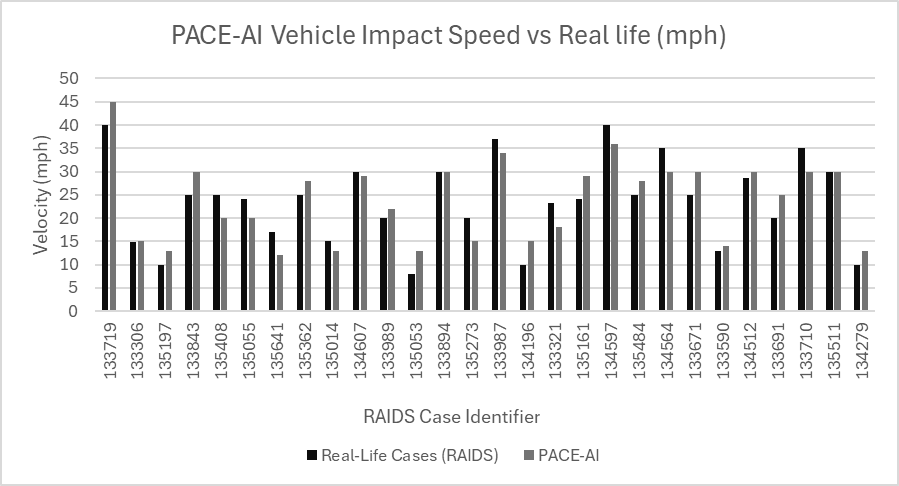 PACE-AI Vehicle Impact Speed vs Real life (mph)
50
45
40
35
30
25
20
15
10
5
0
Velocity (mph)
133719 133306 135197 133843 135408 135055 135641 135362 135014 134607 133989 135053 133894 135273 133987 134196 133321 135161 134597 135484 134564 133671 133590 134512 133691 133710 135511 134279
RAIDS Case Identifier
Real-Life Cases (RAIDS) PACE-AI